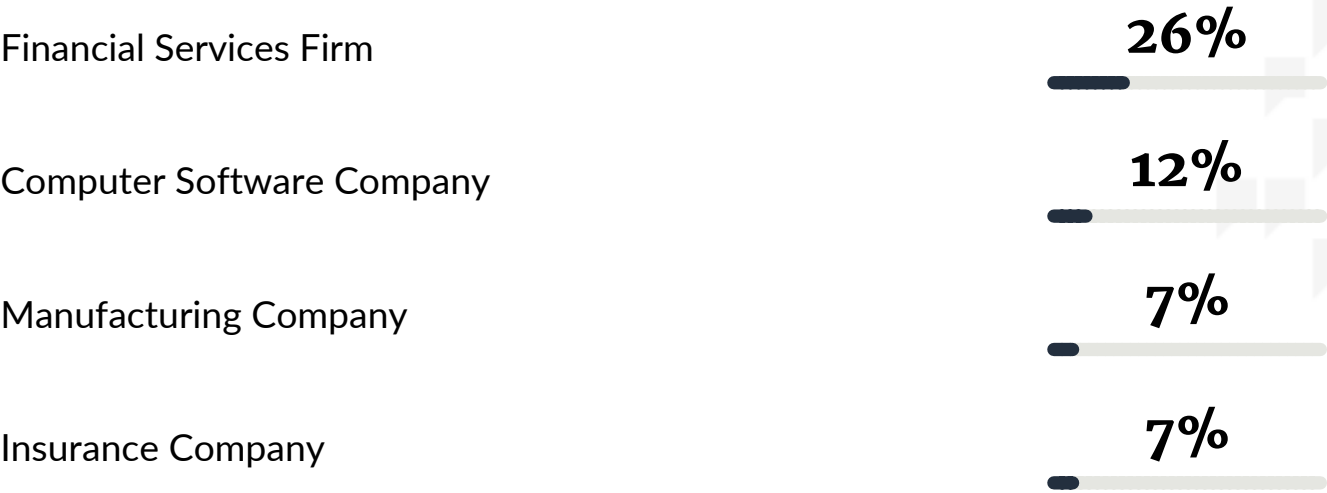 Financial Services Firm 26%
Computer Software Company 12%
Manufacturing Company 7%
Insurance Company 7%